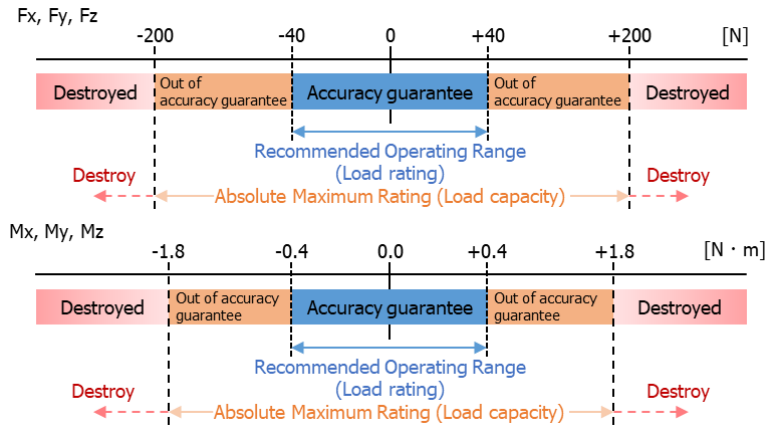 Fx, Fy, Fz
-200 -40 0 +40 +200 [N]
Destroyed
Out of
accuracy guarantee
Accuracy guarantee
Out of
accuracy guarantee
Destroyed
Recommended Operating Range
(Load rating)
Destroy
Destroy
Absolute Maximum Rating (Load capacity)
Mx, My, Mz
-1.8 -0.4 0.0 +0.4 +1.8 [N・m]
Destroyed
Out of accuracy
guarantee
Accuracy guarantee
Out of accuracy
guarantee
Destroyed
Recommended Operating Range
(Load rating)
Destroy
Destroy
Absolute Maximum Rating (Load capacity)